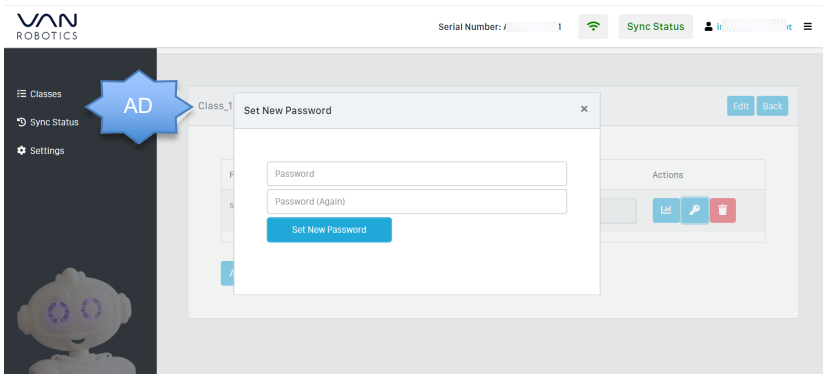 VAN
ROBOTICS
Serial Number:
Sync Status
Classes
Sync Status
Settings
AD
Class_1
Edit
Back
Set New Password
×
Password
Password (Again)
Set New Password
Actions